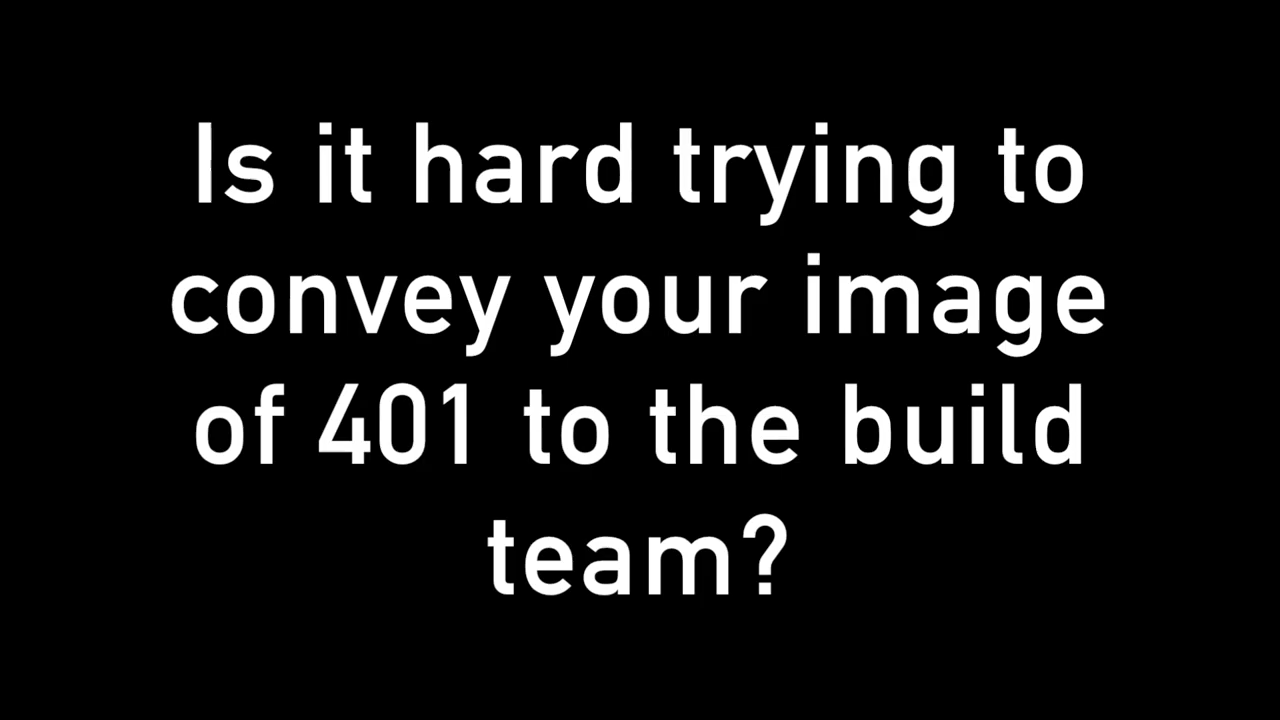 Is it hard trying to
convey your image
of 401 to the build
team?